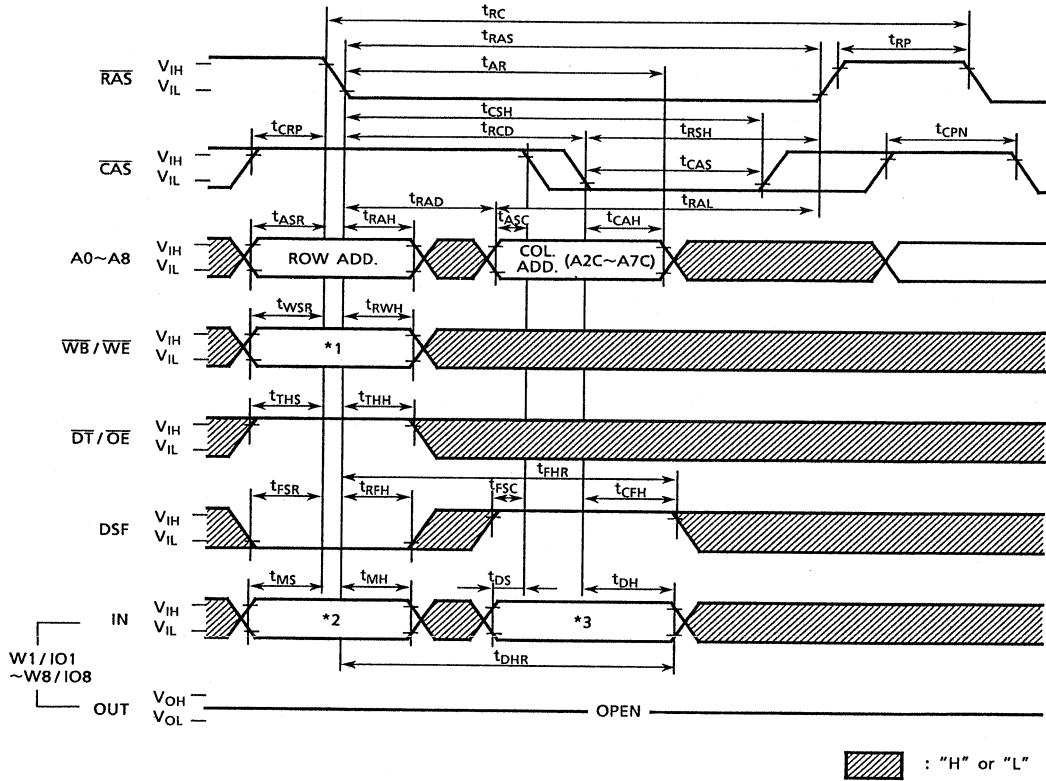 tRC
tRAS
tRP
tAR
RAS VIH
VIL
tCSH
tCRP tRCD tRSH tCPN
CAS VIH
VIL
tCAS
tRAD tRAL
tASR tRAH tASC tCAH
A0~A8 VIH
VIL
ROW ADD. COL. ADD. (A2C~A7C)
tWSR tRWH
WB / WE VIH
VIL
*1
tTHS tTHH
DT / OE VIH
VIL
tFHR
tFSR tRFH tFSC tCFH
DSF VIH
VIL
tMS tMH tDS tDH
IN VIH
VIL
*2 *3
W1/IO1
~W8/IO8
tDHR
OUT VOH
VOL
OPEN
: "H" or "L"